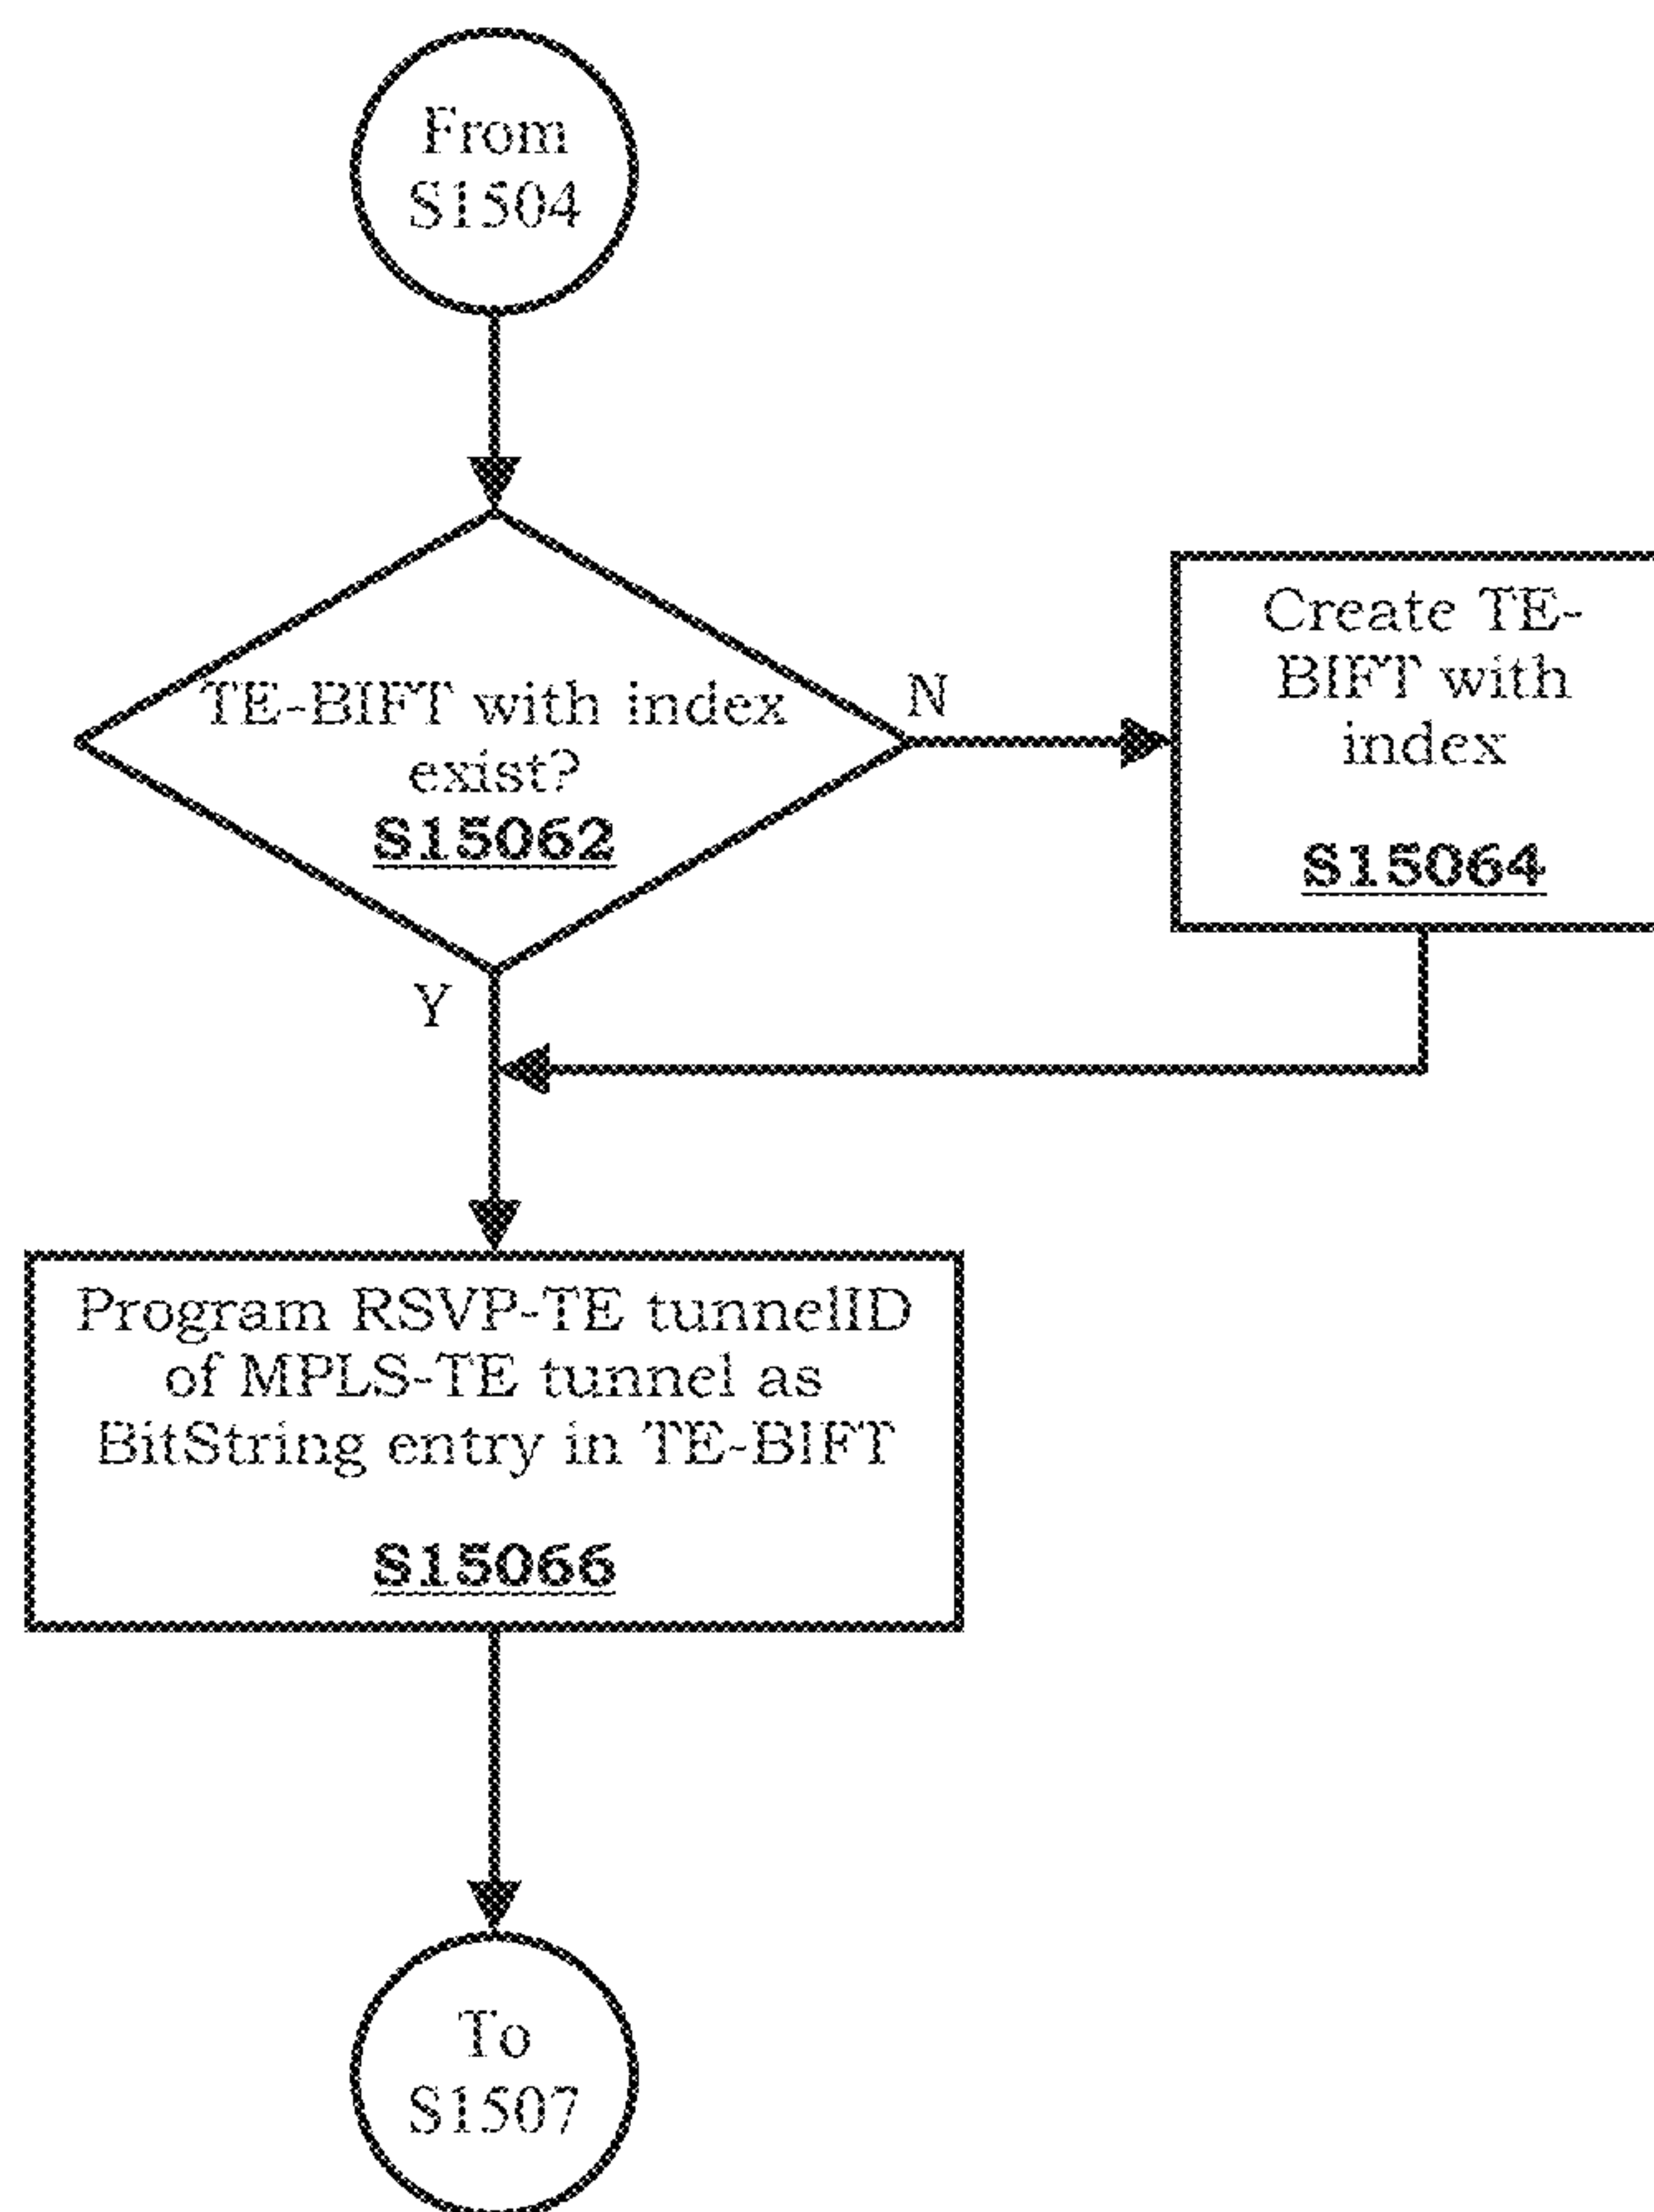 From
S1504
TE-BIFT with index
exist?
S15062
N
Create TE-
BIFT with
index
S15064
Y
Program RSVP-TE tunnelID
of MPLS-TE tunnel as
BitString entry in TE-BIFT
S15066
To
S1507